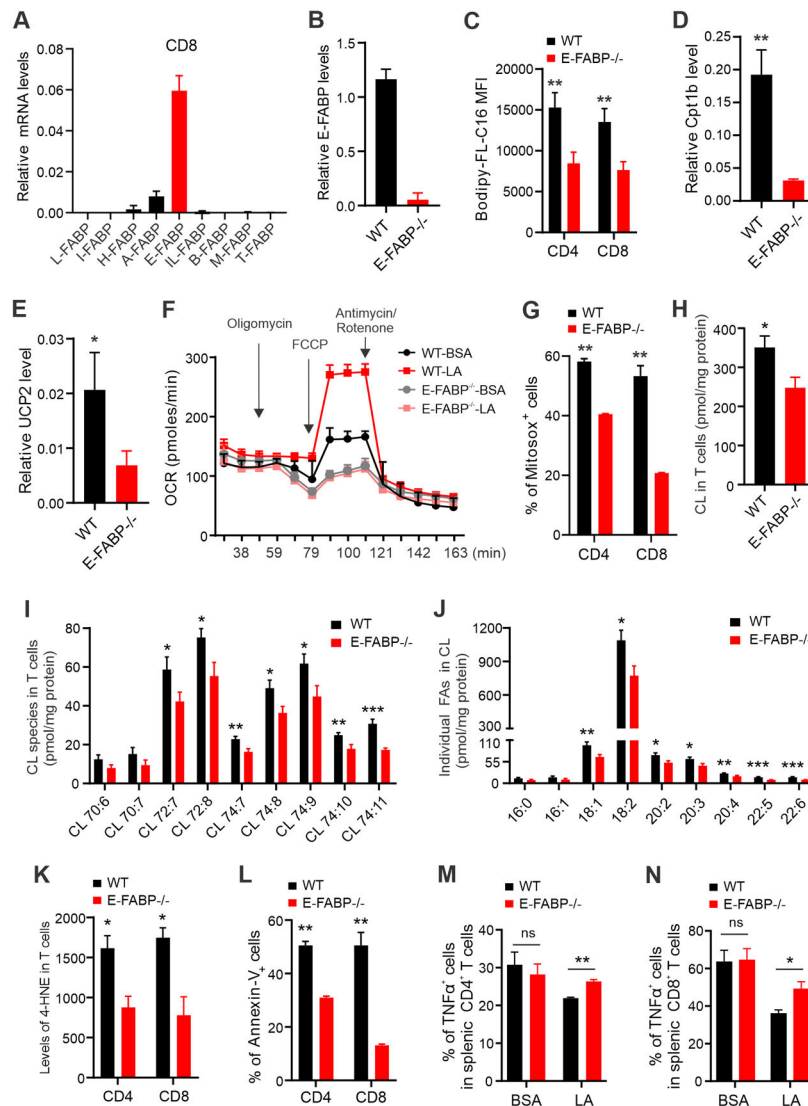 A
CD8
Relative mRNA levels
0.08
0.06
0.04
0.02
0.00
L-FABP
I-FABP
H-FABP
A-FABP
E-FABP
IL-FABP
B-FABP
M-FABP
T-FABP
B
Relative E-FABP levels
1.5
1.2
0.9
0.6
0.3
0.0
WT
E-FABP-/-
C
WT
E-FABP-/-
Bodipy-FL-C16 MFI
20000
15000
10000
5000
0
**
**
CD4
CD8
D
Relative Cpt1b level
0.25
0.20
0.15
0.10
0.05
0.00
**
WT
E-FABP-/-
E
Relative UCP2 level
0.03
0.02
0.01
0.00
*
WT
E-FABP-/-
F
Oligomycin
FCCP
Antimycin/
Rotenone
OCR (pmoles/min)
300
200
100
0
WT-BSA
WT-LA
E-FABP-/--BSA
E-FABP-/--LA
38 59 79 100 121 142 163 (min)
G
WT
E-FABP-/-
% of Mitosox+ cells
60
40
20
0
**
**
CD4
CD8
H
CL in T cells (pmol/mg protein)
400
300
200
100
0
*
WT
E-FABP-/-
I
WT
E-FABP-/-
CL species in T cells
(pmol/mg protein)
80
60
40
20
0
*
*
**
*
*
**
***
CL 70:6
CL 70:7
CL 72:7
CL 72:8
CL 74:7
CL 74:8
CL 74:9
CL 74:10
CL 74:11
J
WT
E-FABP-/-
Individual FAs in CL
(pmol/mg protein)
1200
900
600
300
110
55
0
**
*
*
*
**
***
***
16:0
16:1
18:1
18:2
20:2
20:3
20:4
22:5
22:6
K
WT
E-FABP-/-
Levels of 4-HNE in T cells
2000
1500
1000
500
0
*
*
CD4
CD8
L
WT
E-FABP-/-
% of Annexin-V+ cells
60
40
20
0
**
**
CD4
CD8
M
WT
E-FABP-/-
% of TNFα+ cells
in splenic CD4+ T cells
40
30
20
10
0
ns
**
BSA
LA
N
WT
E-FABP-/-
% of TNFα+ cells
in splenic CD8+ T cells
80
60
40
20
0
ns
*
BSA
LA